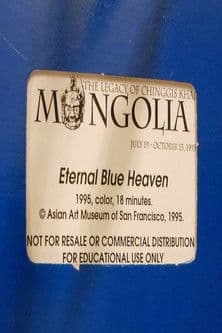 THE LEGACY OF CHINGGIS KHA
MONGOLIA
JULY 19 - OCTOBER 15, 1995
Eternal Blue Heaven
1995, color, 18 minutes.
© Asian Art Museum of San Francisco, 1995.
NOT FOR RESALE OR COMMERCIAL DISTRIBUTION
FOR EDUCATIONAL USE ONLY